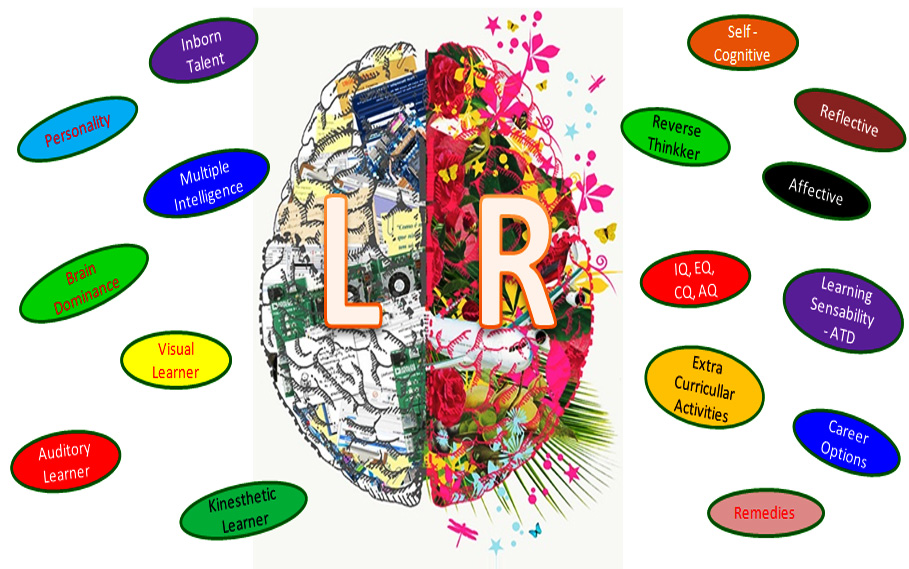 Inborn
Talent
Personality
Multiple
Intelligence
Brain
Dominance
Visual
Learner
Auditory
Learner
Kinesthetic
Learner
L R
Self -
Cognitive
Reflective
Reverse
Thinkker
Affective
IQ, EQ,
CQ, AQ
Learning
Sensability
- ATD
Extra
Curricullar
Activities
Career
Options
Remedies